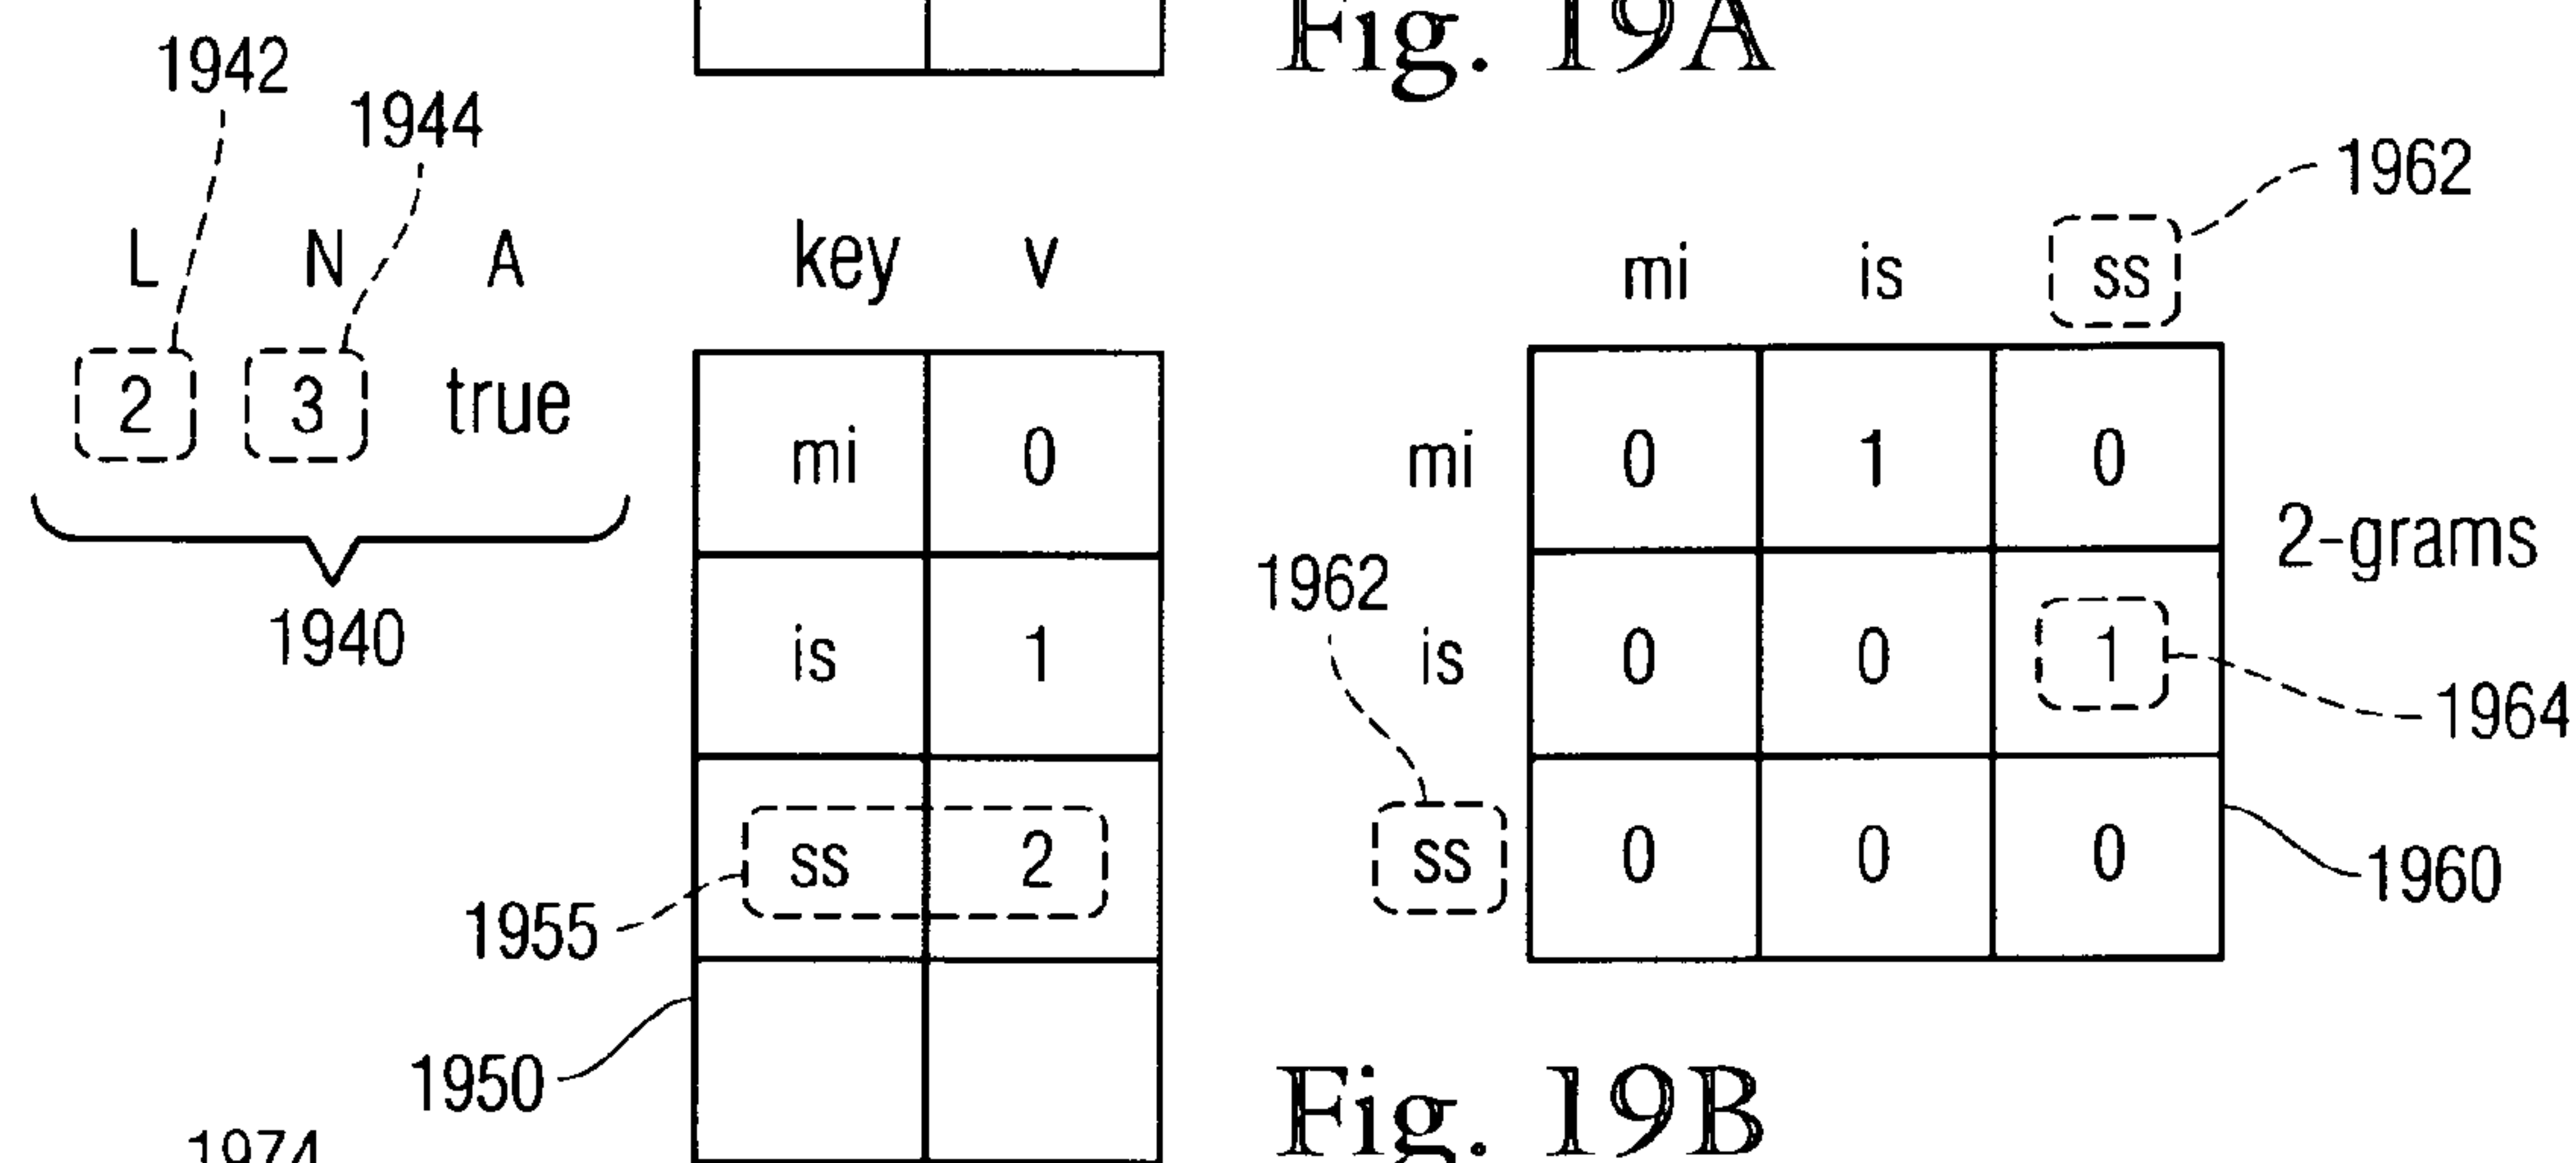 Fig. 19A
1942
1944
1962
L N A
key v
mi is ss
2 3 true
mi 0
mi 0 1 0
2-grams
1940
is 1
1962
is 0 0 1
1964
1955
ss 2
ss 0 0 0
1960
1950
Fig. 19B
1974